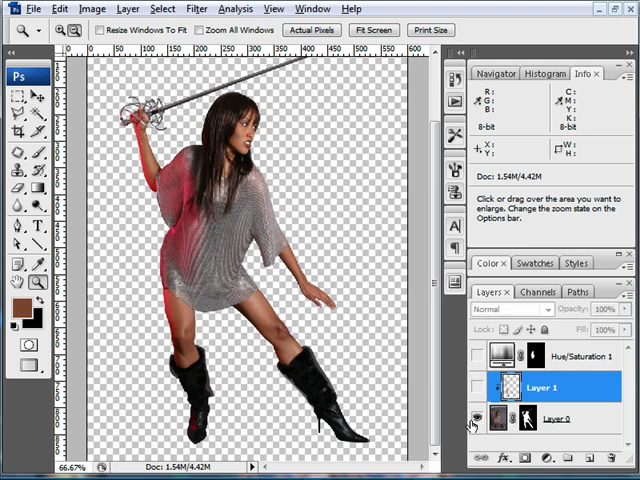 File Edit Image Layer Select Filter Analysis View Window Help
Resize Windows To Fit Zoom All Windows Actual Pixels Fit Screen Print Size
Ps
Navigator Histogram Info
R: C:
G: M:
B: Y:
K:
8-bit 8-bit
X: W:
Y: H:
Doc: 1.54M/4.42M
Click or drag over the area you want to
enlarge. Change the zoom state on the
Options bar.
Color Swatches Styles
Layers Channels Paths
Normal Opacity: 100%
Lock: Fill: 100%
Hue/Saturation 1
Layer 1
Layer 0
66.67% Doc: 1.54M/4.42M